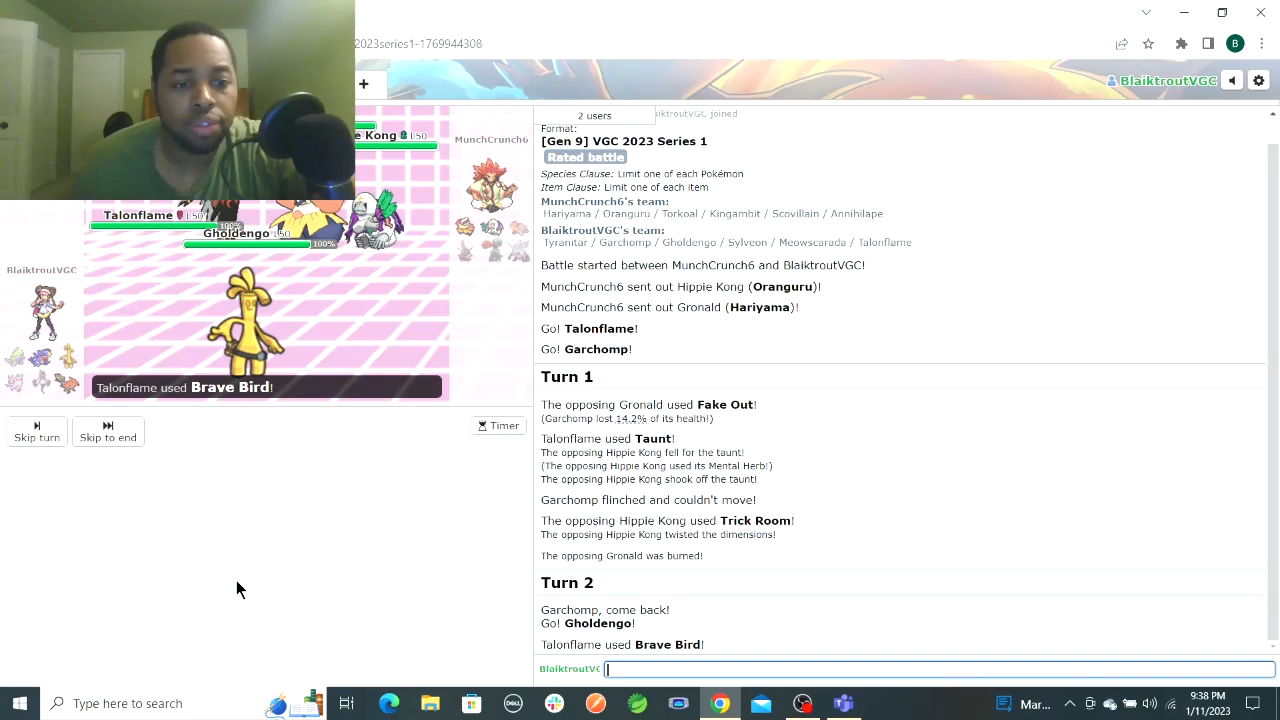 2023series1-1769944308
B
BlaiktroutVGC
e Kong L50
MunchCrunch6
Talonflame L50
100%
Gholdengo L50
100%
BlaiktroutVGC
Talonflame used Brave Bird!
Skip turn
Skip to end
Timer
2 users
iktroutVGC joined
Format:
[Gen 9] VGC 2023 Series 1
Rated battle
Species Clause: Limit one of each Pokémon
Item Clause: Limit one of each item
MunchCrunch6's team:
Hariyama / Oranguru / Torkoal / Kingambit / Scovillain / Annihilape
BlaiktroutVGC's team:
Tyranitar / Garchomp / Gholdengo / Sylveon / Meowscarada / Talonflame
Battle started between MunchCrunch6 and BlaiktroutVGC!
MunchCrunch6 sent out Hippie Kong (Oranguru)!
MunchCrunch6 sent out Gronald (Hariyama)!
Go! Talonflame!
Go! Garchomp!
Turn 1
The opposing Gronald used Fake Out!
(Garchomp lost 14.2% of its health!)
Talonflame used Taunt!
The opposing Hippie Kong fell for the taunt!
(The opposing Hippie Kong used its Mental Herb!)
The opposing Hippie Kong shook off the taunt!
Garchomp flinched and couldn't move!
The opposing Hippie Kong used Trick Room!
The opposing Hippie Kong twisted the dimensions!
The opposing Gronald was burned!
Turn 2
Garchomp, come back!
Go! Gholdengo!
Talonflame used Brave Bird!
BlaiktroutVG
Type here to search
DELL
Mar...
9:38 PM
1/11/2023